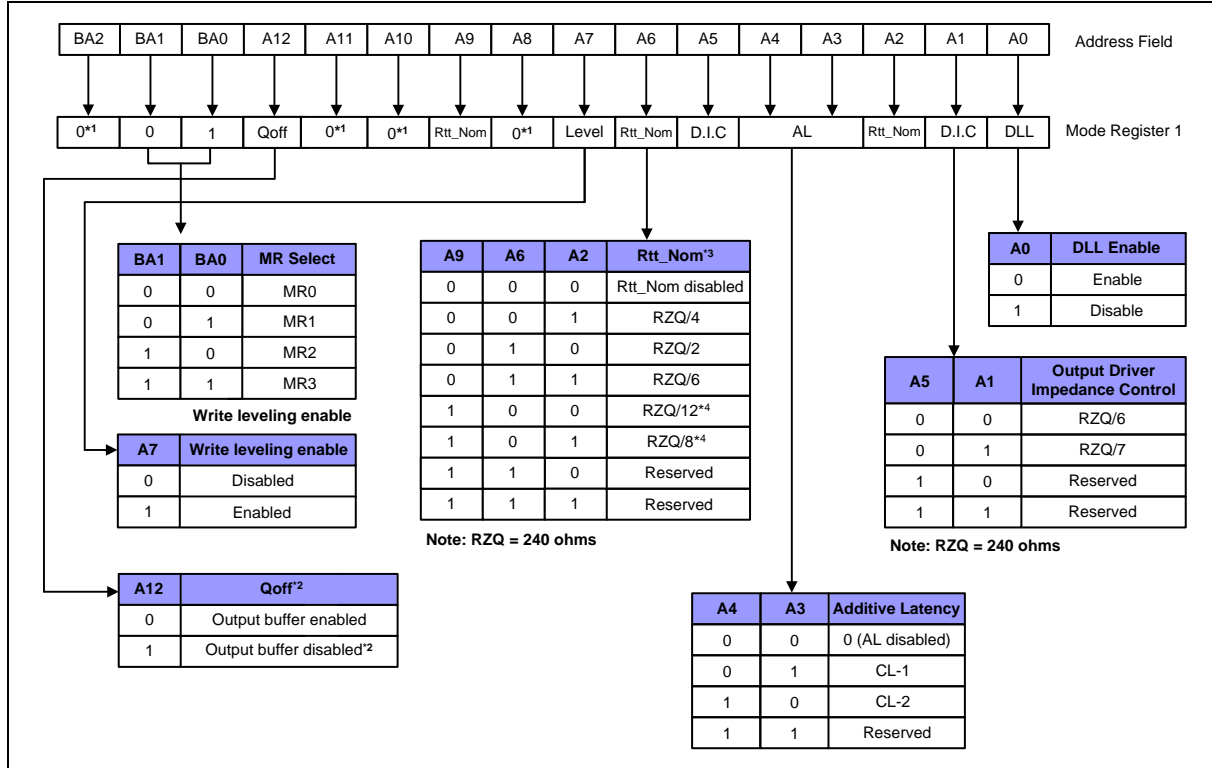 BA2 BA1 BA0 A12 A11 A10 A9 A8 A7 A6 A5 A4 A3 A2 A1 A0 Address Field
0*1 0 1 Qoff 0*1 0*1 Rtt_Nom 0*1 Level Rtt_Nom D.I.C AL Rtt_Nom D.I.C DLL Mode Register 1
BA1 BA0 MR Select
0 0 MR0
0 1 MR1
1 0 MR2
1 1 MR3
Write leveling enable
A7 Write leveling enable
0 Disabled
1 Enabled
A12 Qoff*2
0 Output buffer enabled
1 Output buffer disabled*2
A9 A6 A2 Rtt_Nom*3
0 0 0 Rtt_Nom disabled
0 0 1 RZQ/4
0 1 0 RZQ/2
0 1 1 RZQ/6
1 0 0 RZQ/12*4
1 0 1 RZQ/8*4
1 1 0 Reserved
1 1 1 Reserved
Note: RZQ = 240 ohms
A4 A3 Additive Latency
0 0 0 (AL disabled)
0 1 CL-1
1 0 CL-2
1 1 Reserved
A0 DLL Enable
0 Enable
1 Disable
A5 A1 Output Driver
Impedance Control
0 0 RZQ/6
0 1 RZQ/7
1 0 Reserved
1 1 Reserved
Note: RZQ = 240 ohms